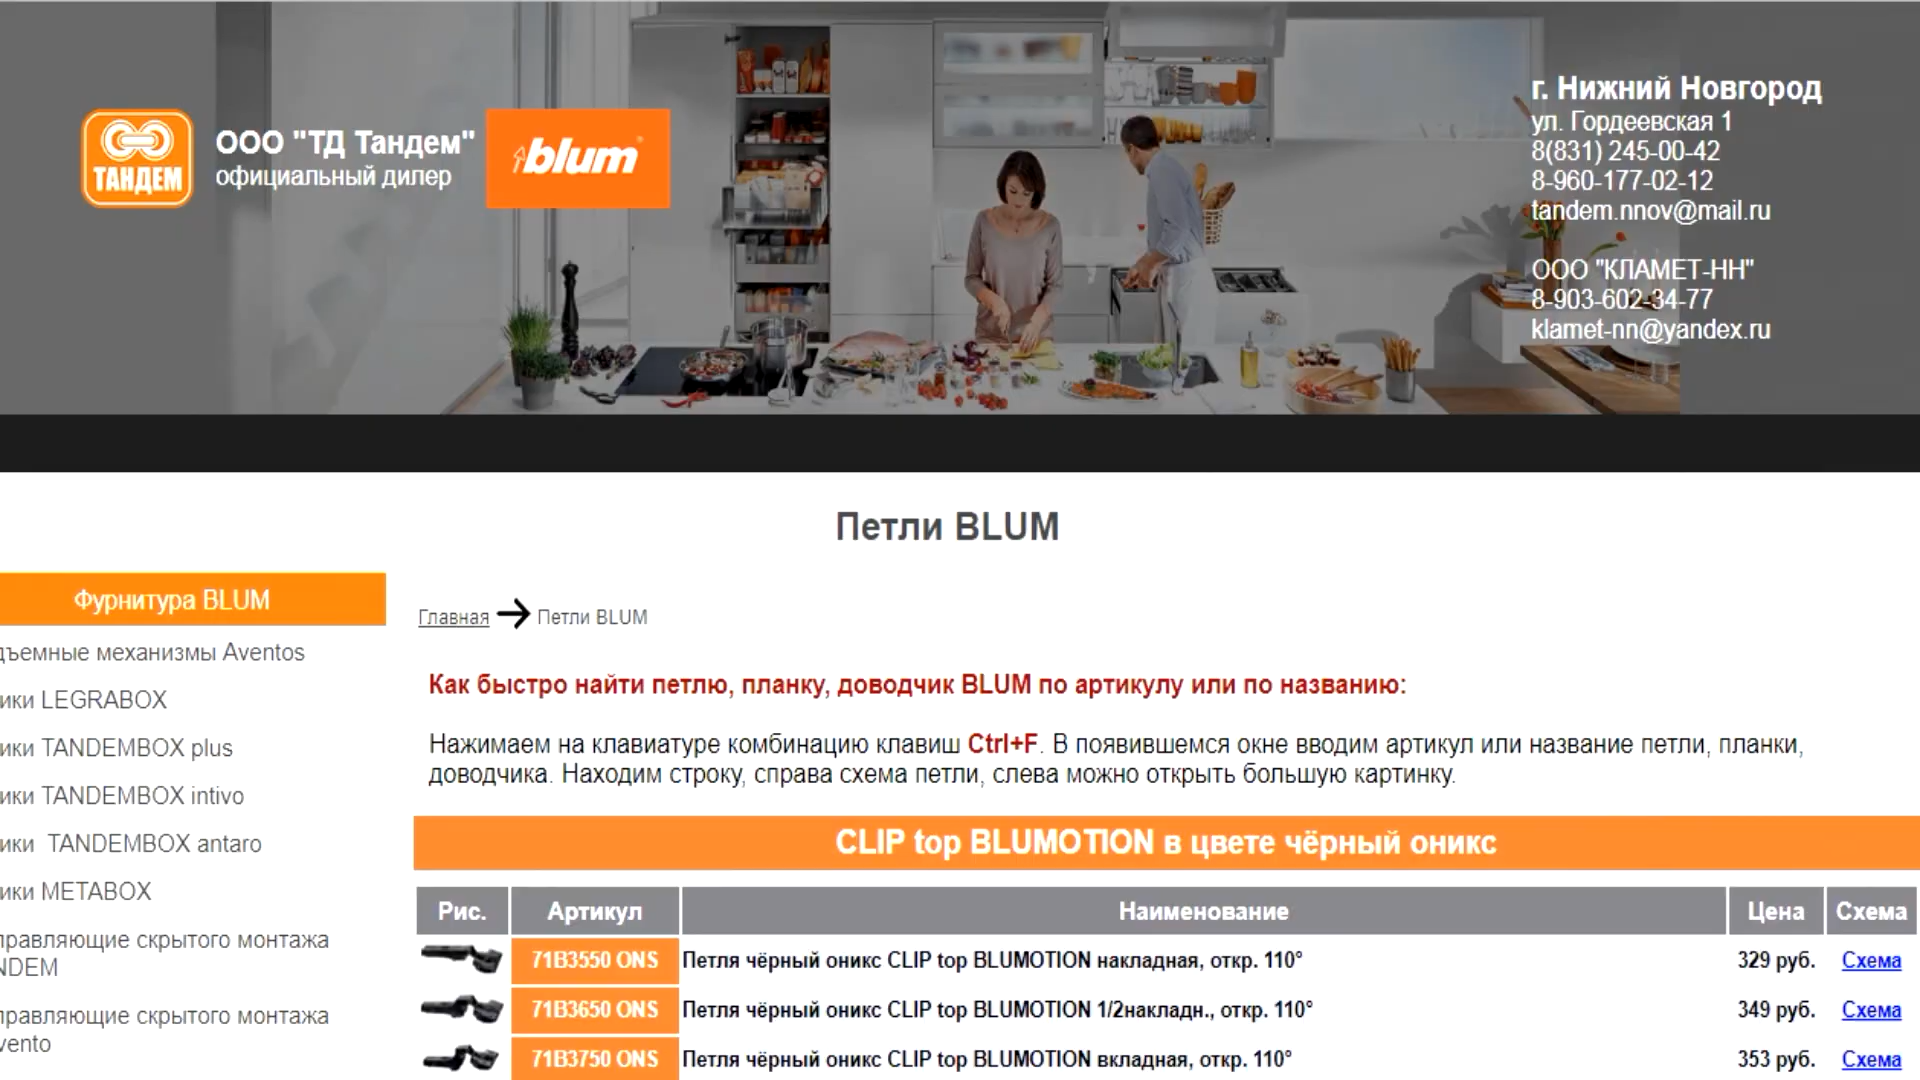 ТАНДЕМ
ООО "ТД Тандем"
официальный дилер
blum
г. Нижний Новгород
ул. Гордеевская 1
8(831) 245-00-42
8-960-177-02-12
tandem.nnov@mail.ru
ООО "КЛАМЕТ-НН"
8-903-602-34-77
klamet-nn@yandex.ru
Петли BLUM
Фурнитура BLUM
дъемные механизмы Aventos
ики LEGRABOX
ики TANDEMBOX plus
ики TANDEMBOX intivo
ики TANDEMBOX antaro
ики METABOX
правляющие скрытого монтажа
NDEM
правляющие скрытого монтажа
vento
Главная Петли BLUM
Как быстро найти петлю, планку, доводчик BLUM по артикулу или по названию:
Нажимаем на клавиатуре комбинацию клавиш Ctrl+F. В появившемся окне вводим артикул или название петли, планки,
доводчика. Находим строку, справа схема петли, слева можно открыть большую картинку.
CLIP top BLUMOTION в цвете чёрный оникс
Рис. Артикул Наименование Цена Схема
71B3550 ONS Петля чёрный оникс CLIP top BLUMOTION накладная, откр. 110° 329 руб. Схема
71B3650 ONS Петля чёрный оникс CLIP top BLUMOTION 1/2накладн., откр. 110° 349 руб. Схема
71B3750 ONS Петля чёрный оникс CLIP top BLUMOTION вкладная, откр. 110° 353 руб. Схема